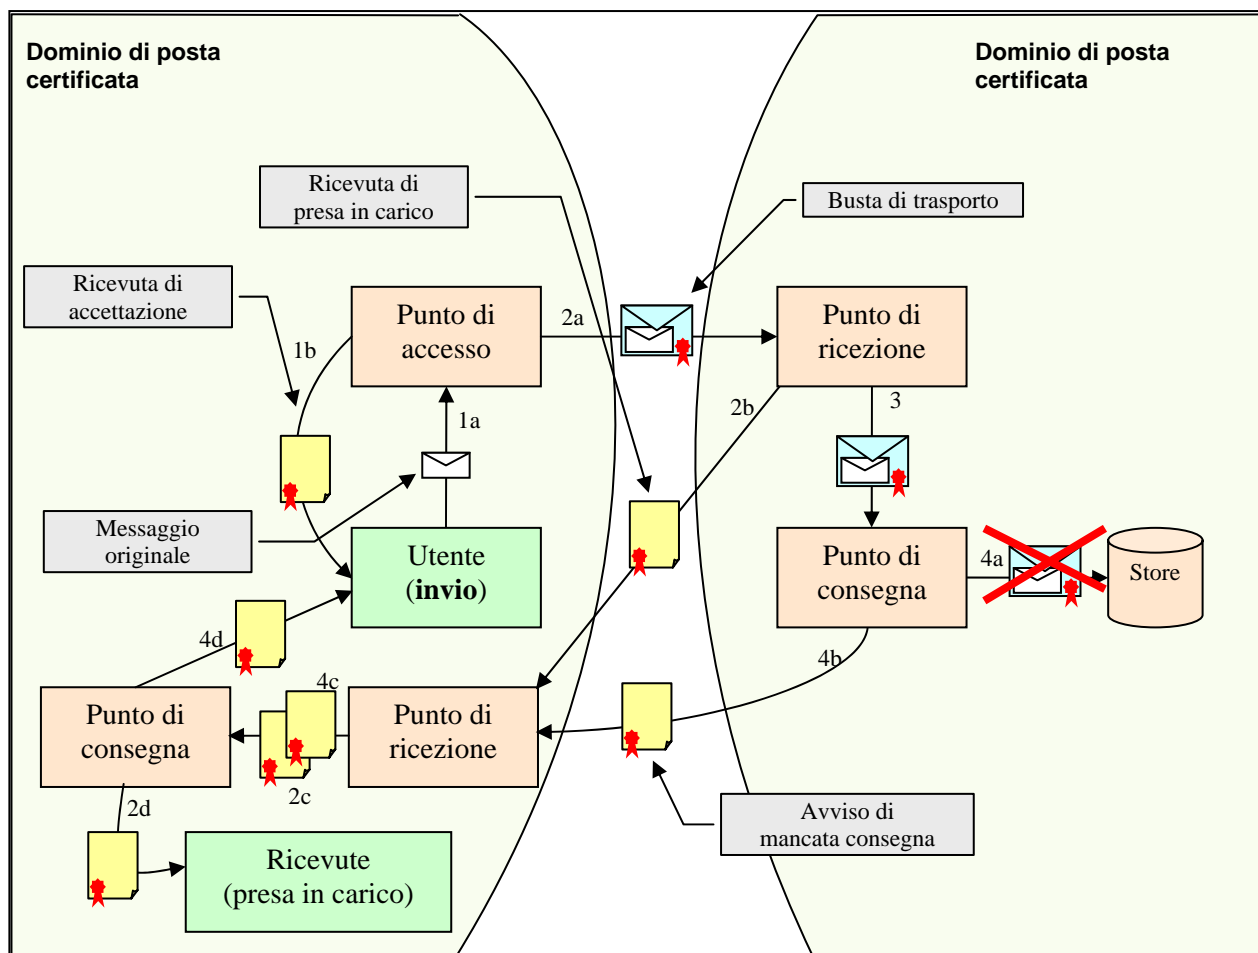 Dominio di posta
certificata
Dominio di posta
certificata
Ricevuta di
presa in carico
Busta di trasporto
Ricevuta di
accettazione
Punto di
accesso
2a
Punto di
ricezione
1b
1a
2b
3
Messaggio
originale
Utente
(invio)
Punto di
consegna
4a
Store
4d
4b
4c
Punto di
consegna
Punto di
ricezione
2c
2d
Avviso di
mancata consegna
Ricevute
(presa in carico)